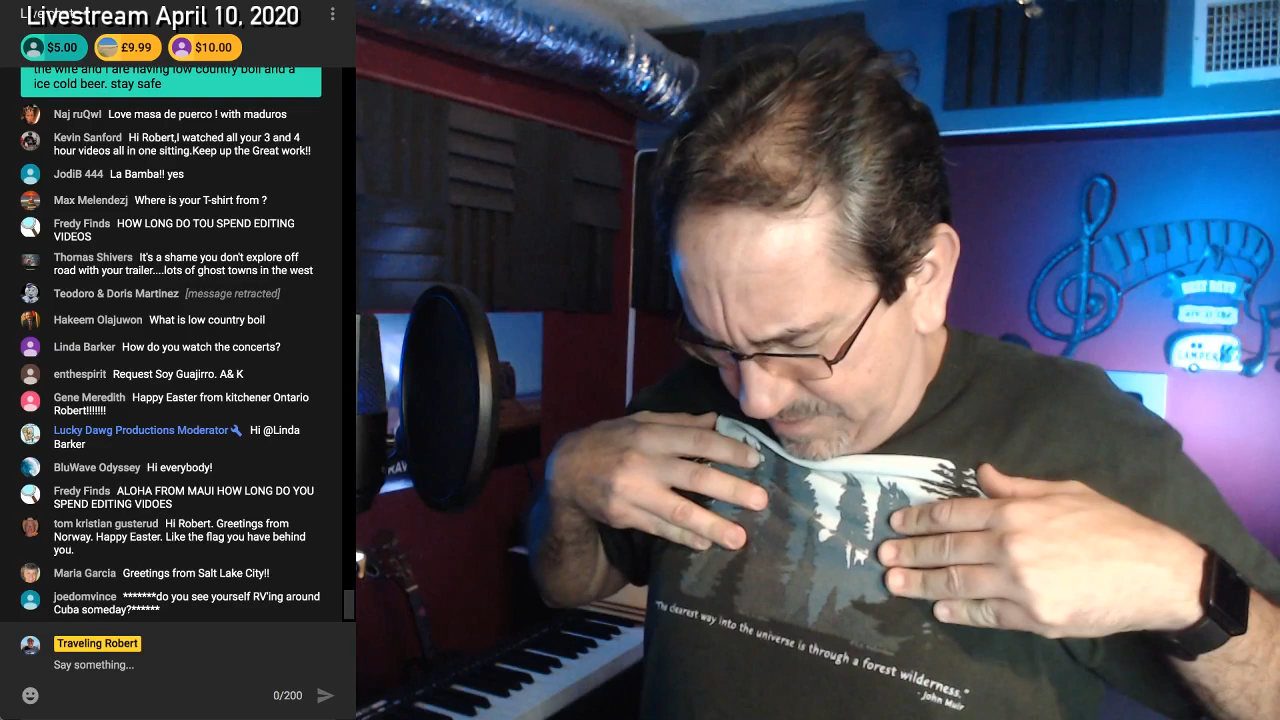 Livestream April 10, 2020
$5.00 £9.99 $10.00
the wife and I are having low country boil and a
ice cold beer. stay safe
Naj ruQwI Love masa de puerco ! with maduros
Kevin Sanford Hi Robert,I watched all your 3 and 4
hour videos all in one sitting.Keep up the Great work!!
JodiB 444 La Bamba!! yes
Max Melendezj Where is your T-shirt from ?
Fredy Finds HOW LONG DO TOU SPEND EDITING
VIDEOS
Thomas Shivers It's a shame you don't explore off
road with your trailer....lots of ghost towns in the west
Teodoro & Doris Martinez [message retracted]
Hakeem Olajuwon What is low country boil
Linda Barker How do you watch the concerts?
enthespirit Request Soy Guajirro. A& K
Gene Meredith Happy Easter from kitchener Ontario
Robert!!!!!!!
Lucky Dawg Productions Moderator Hi @Linda
Barker
BluWave Odyssey Hi everybody!
Fredy Finds ALOHA FROM MAUI HOW LONG DO YOU
SPEND EDITING VIDOES
tom kristian gusterud Hi Robert. Greetings from
Norway. Happy Easter. Like the flag you have behind
you.
Maria Garcia Greetings from Salt Lake City!!
joedomvince *******do you see yourself RV'ing around
Cuba someday?******
Traveling Robert
Say something...
0/200
"The clearest way into the universe is through a forest wilderness."
- John Muir
BEST DAYS
CAMPER